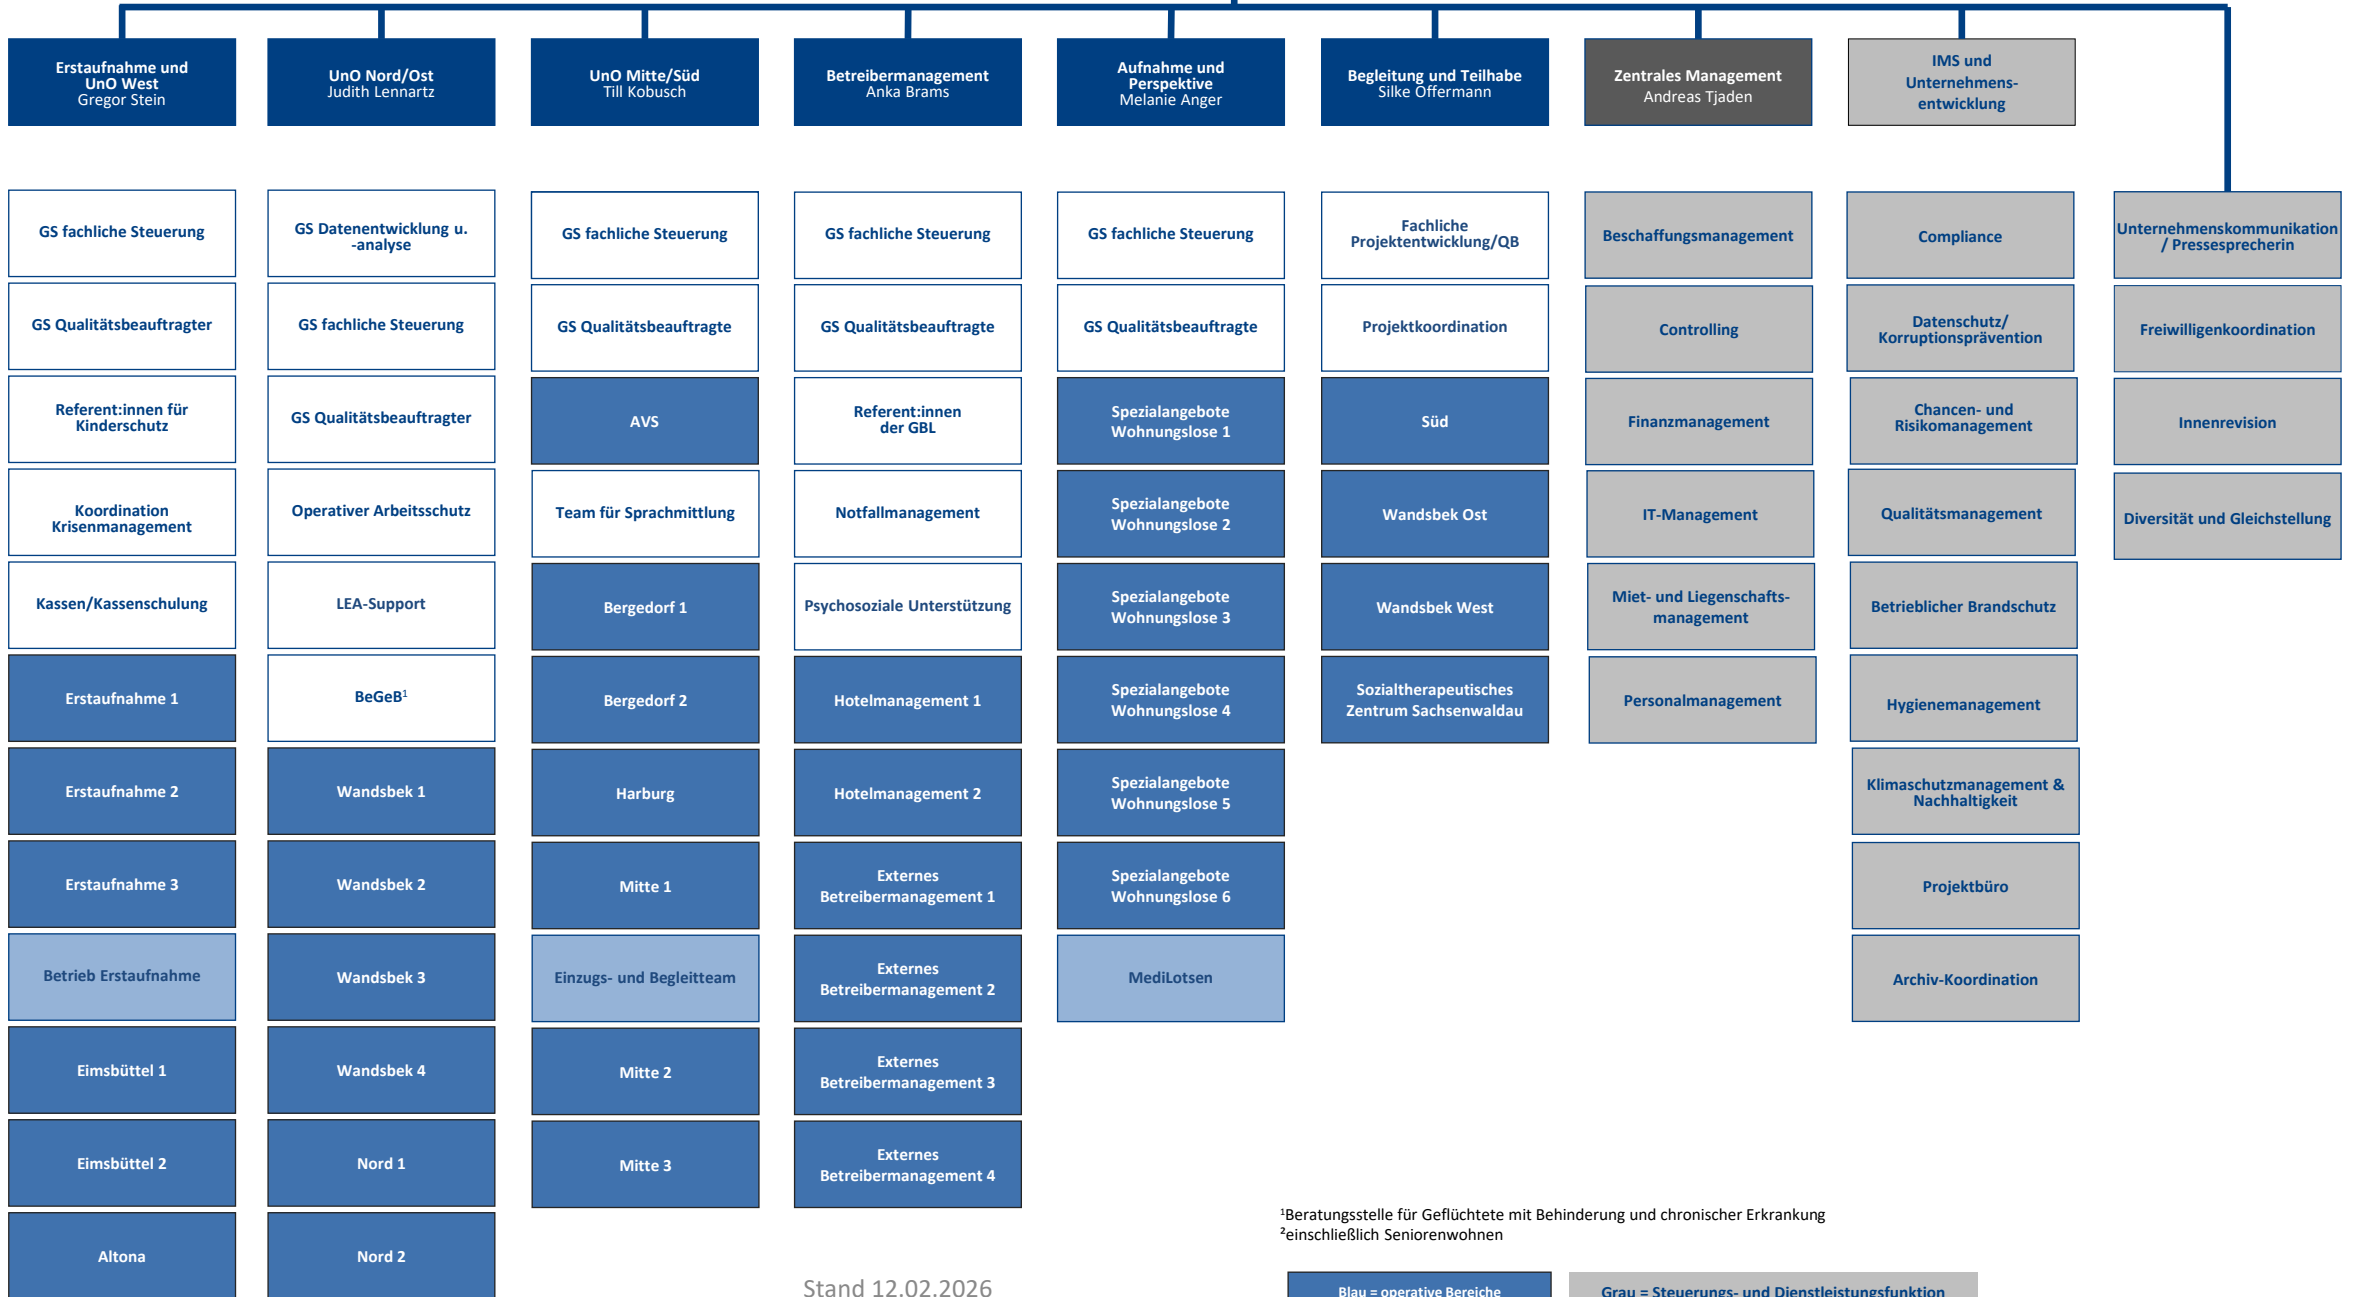 Erstaufnahme und
UnO West
Gregor Stein
UnO Nord/Ost
Judith Lennartz
UnO Mitte/Süd
Till Kobusch
Betreibermanagement
Anka Brams
Aufnahme und
Perspektive
Melanie Anger
Begleitung und Teilhabe
Silke Offermann
Zentrales Management
Andreas Tjaden
IMS und
Unternehmens-
entwicklung
GS fachliche Steuerung
GS Qualitätsbeauftragter
Referent:innen für
Kinderschutz
Koordination
Krisenmanagement
Kassen/Kassenschulung
Erstaufnahme 1
Erstaufnahme 2
Erstaufnahme 3
Betrieb Erstaufnahme
Eimsbüttel 1
Eimsbüttel 2
Altona
GS Datenentwicklung u.
-analyse
GS fachliche Steuerung
GS Qualitätsbeauftragter
Operativer Arbeitsschutz
LEA-Support
BeGeB¹
Wandsbek 1
Wandsbek 2
Wandsbek 3
Wandsbek 4
Nord 1
Nord 2
GS fachliche Steuerung
GS Qualitätsbeauftragte
AVS
Team für Sprachmittlung
Bergedorf 1
Bergedorf 2
Harburg
Mitte 1
Einzugs- und Begleitteam
Mitte 2
Mitte 3
GS fachliche Steuerung
GS Qualitätsbeauftragte
Referent:innen
der GBL
Notfallmanagement
Psychosoziale Unterstützung
Hotelmanagement 1
Hotelmanagement 2
Externes
Betreibermanagement 1
Externes
Betreibermanagement 2
Externes
Betreibermanagement 3
Externes
Betreibermanagement 4
GS fachliche Steuerung
GS Qualitätsbeauftragte
Spezialangebote
Wohnungslose 1
Spezialangebote
Wohnungslose 2
Spezialangebote
Wohnungslose 3
Spezialangebote
Wohnungslose 4
Spezialangebote
Wohnungslose 5
Spezialangebote
Wohnungslose 6
MediLotsen
Fachliche
Projektentwicklung/QB
Projektkoordination
Süd
Wandsbek Ost
Wandsbek West
Sozialtherapeutisches
Zentrum Sachsenwaldau
Beschaffungsmanagement
Controlling
Finanzmanagement
IT-Management
Miet- und Liegenschafts-
management
Personalmanagement
Compliance
Datenschutz/
Korruptionsprävention
Chancen- und
Risikomanagement
Qualitätsmanagement
Betrieblicher Brandschutz
Hygienemanagement
Klimaschutzmanagement &
Nachhaltigkeit
Projektbüro
Archiv-Koordination
Unternehmenskommunikation
/ Pressesprecherin
Freiwilligenkoordination
Innenrevision
Diversität und Gleichstellung
¹Beratungsstelle für Geflüchtete mit Behinderung und chronischer Erkrankung
²einschließlich Seniorenwohnen
Stand 12.02.2026
Blau = operative Bereiche
Grau = Steuerungs- und Dienstleistungsfunktion